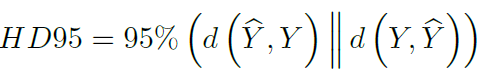 HD95 = 95% (d(Ŷ, Y) ‖ d(Y, Ŷ))